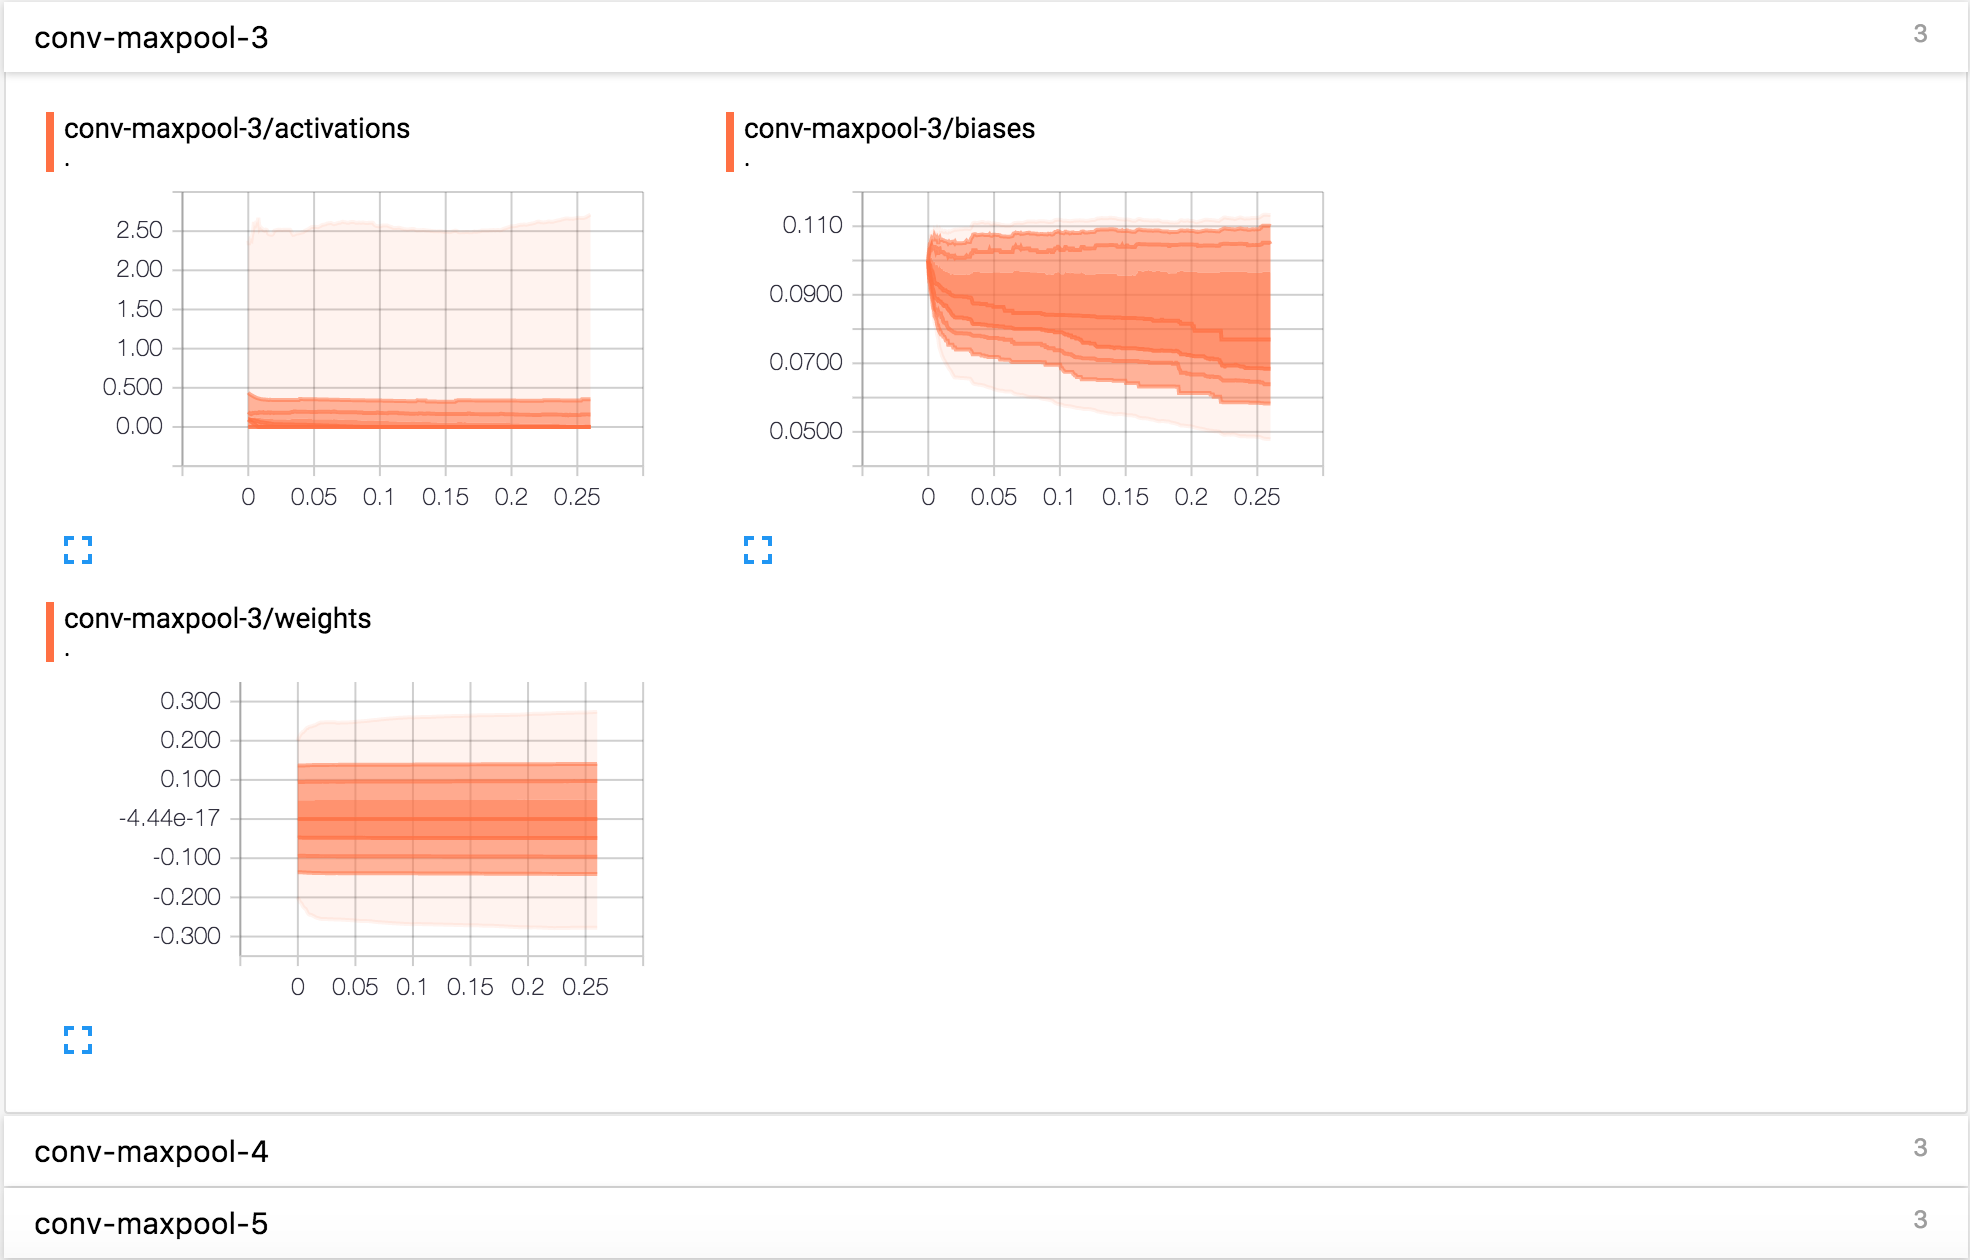 conv-maxpool-3 3
conv-maxpool-3/activations
.
2.50
2.00
1.50
1.00
0.500
0.00
0 0.05 0.1 0.15 0.2 0.25
conv-maxpool-3/biases
.
0.110
0.0900
0.0700
0.0500
0 0.05 0.1 0.15 0.2 0.25
conv-maxpool-3/weights
.
0.300
0.200
0.100
-4.44e-17
-0.100
-0.200
-0.300
0 0.05 0.1 0.15 0.2 0.25
conv-maxpool-4 3
conv-maxpool-5 3